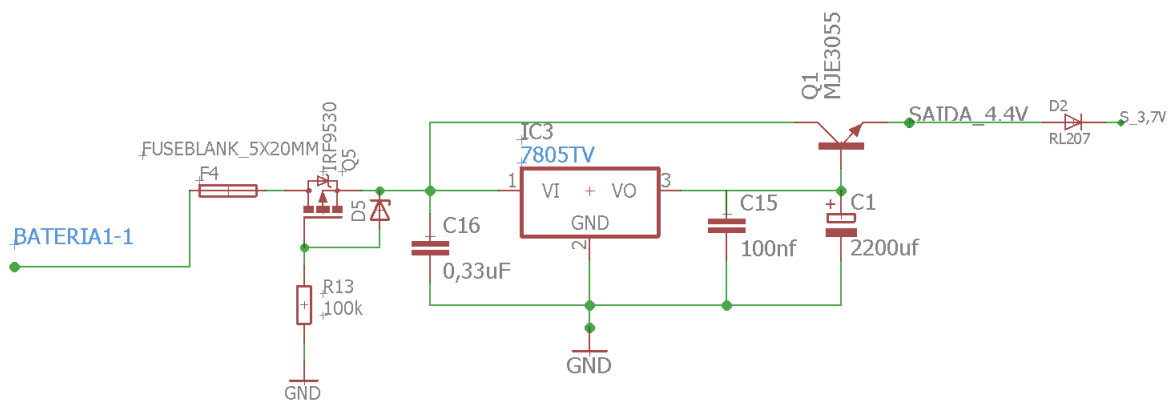 Q1
MJE3055
SAIDA_4.4V
D2
RL207
S_3,7V
FUSEBLANK_5X20MM
F4
IRF9530
Q5
IC3
7805TV
1
VI
VO
3
GND
2
D5
C16
0,33uF
C15
100nf
+
C1
2200uf
BATERIA1-1
R13
100k
GND
GND